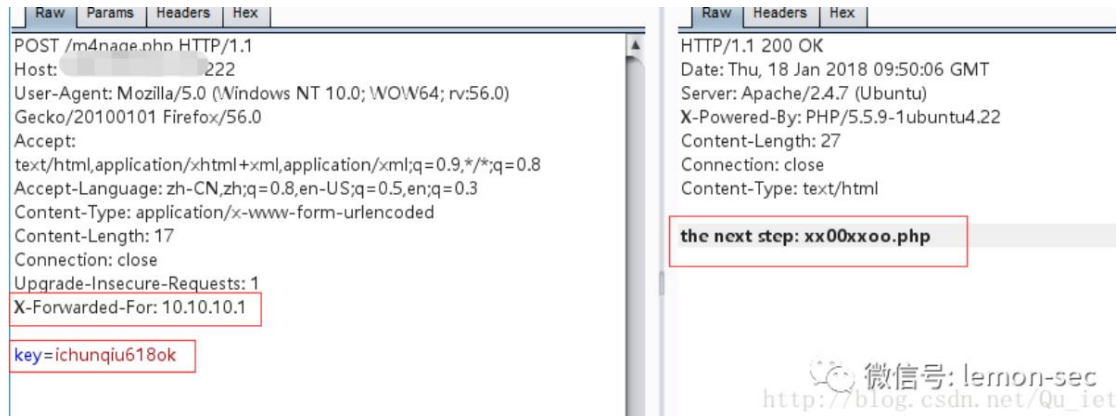 Raw Params Headers Hex
POST /m4nage.php HTTP/1.1
Host: 222
User-Agent: Mozilla/5.0 (Windows NT 10.0; WOW64; rv:56.0)
Gecko/20100101 Firefox/56.0
Accept:
text/html,application/xhtml+xml,application/xml;q=0.9,*/*;q=0.8
Accept-Language: zh-CN,zh;q=0.8,en-US;q=0.5,en;q=0.3
Content-Type: application/x-www-form-urlencoded
Content-Length: 17
Connection: close
Upgrade-Insecure-Requests: 1
X-Forwarded-For: 10.10.10.1
key=ichunqiu618ok
Raw Headers Hex
HTTP/1.1 200 OK
Date: Thu, 18 Jan 2018 09:50:06 GMT
Server: Apache/2.4.7 (Ubuntu)
X-Powered-By: PHP/5.5.9-1ubuntu4.22
Content-Length: 27
Connection: close
Content-Type: text/html
the next step: xx00xxoo.php
微信号: lemon-sec
http://blog.csdn.net/Qu_iet